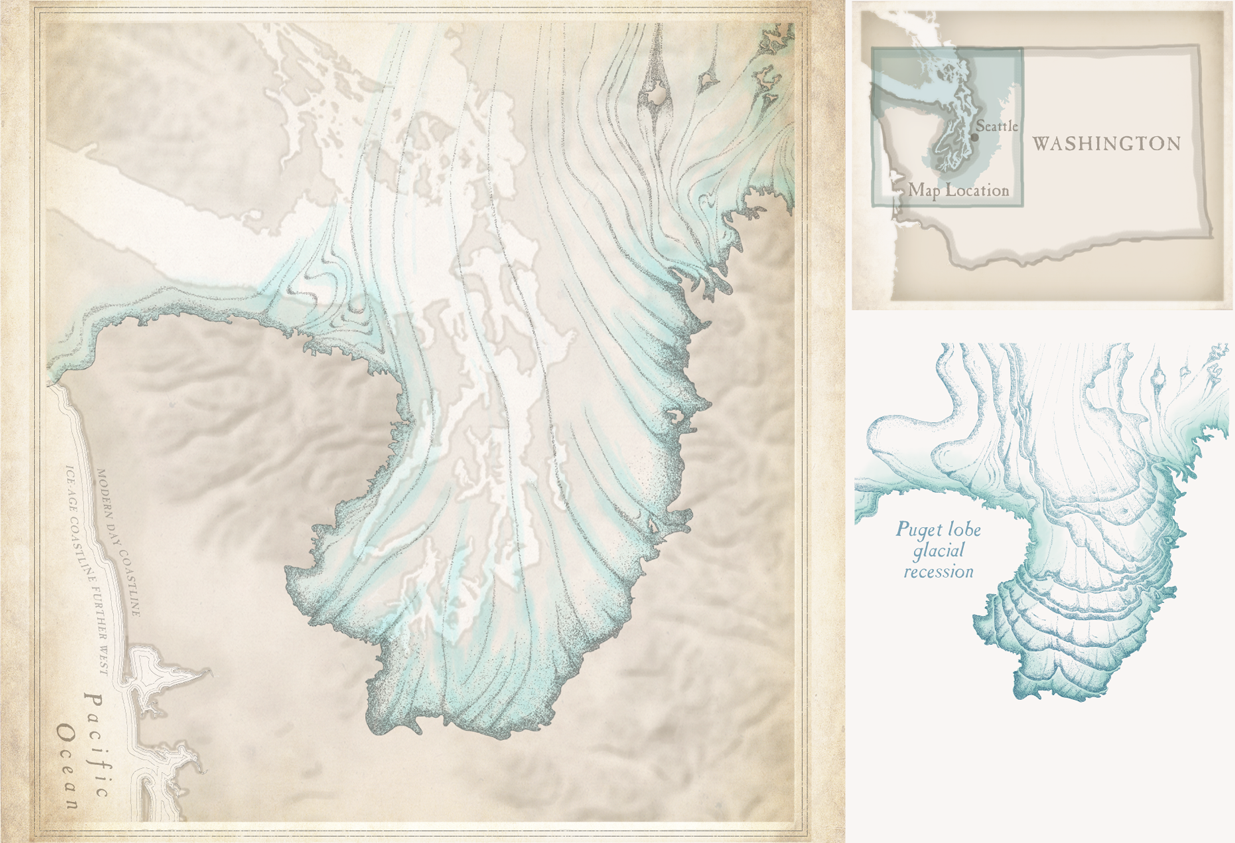 MODERN DAY COASTLINE
ICE AGE COASTLINE FURTHER WEST
Pacific
Ocean
Seattle
WASHINGTON
Map Location
Puget lobe
glacial
recession